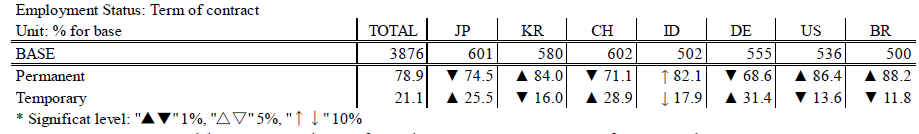 Employment Status: Term of contract
Unit: % for base TOTAL JP KR CH ID DE US BR
BASE 3876 601 580 602 502 555 536 500
Permanent 78.9 ▼ 74.5 ▲ 84.0 ▼ 71.1 ↑ 82.1 ▼ 68.6 ▲ 86.4 ▲ 88.2
Temporary 21.1 ▲ 25.5 ▼ 16.0 ▲ 28.9 ↓ 17.9 ▲ 31.4 ▼ 13.6 ▼ 11.8
* Significat level: "▲▼"1%, "△▽"5%, "↑ ↓"10%